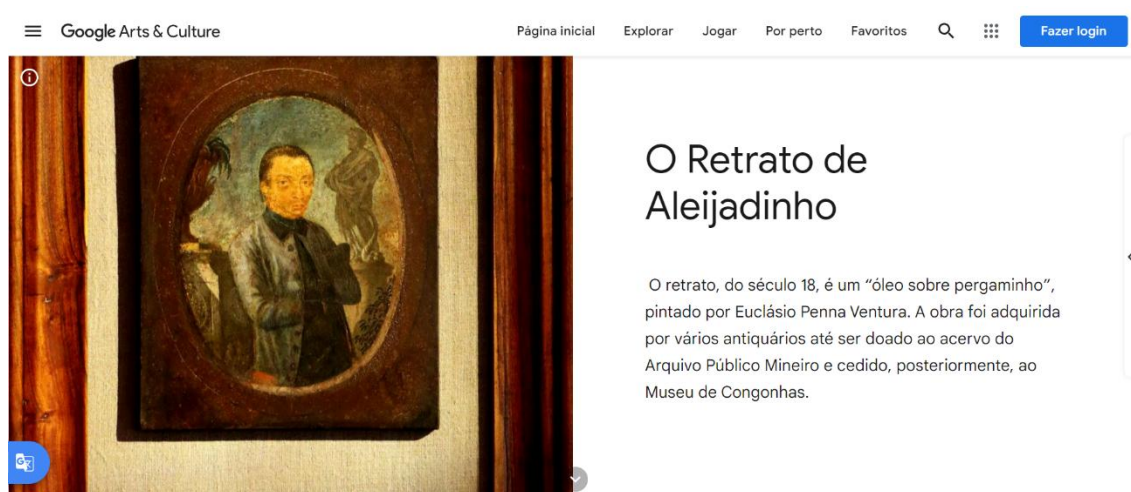 Google Arts & Culture
Página inicial
Explorar
Jogar
Por perto
Favoritos
Fazer login
O Retrato de
Aleijadinho
O retrato, do século 18, é um “óleo sobre pergaminho”,
pintado por Euclásio Penna Ventura. A obra foi adquirida
por vários antiquários até ser doado ao acervo do
Arquivo Público Mineiro e cedido, posteriormente, ao
Museu de Congonhas.